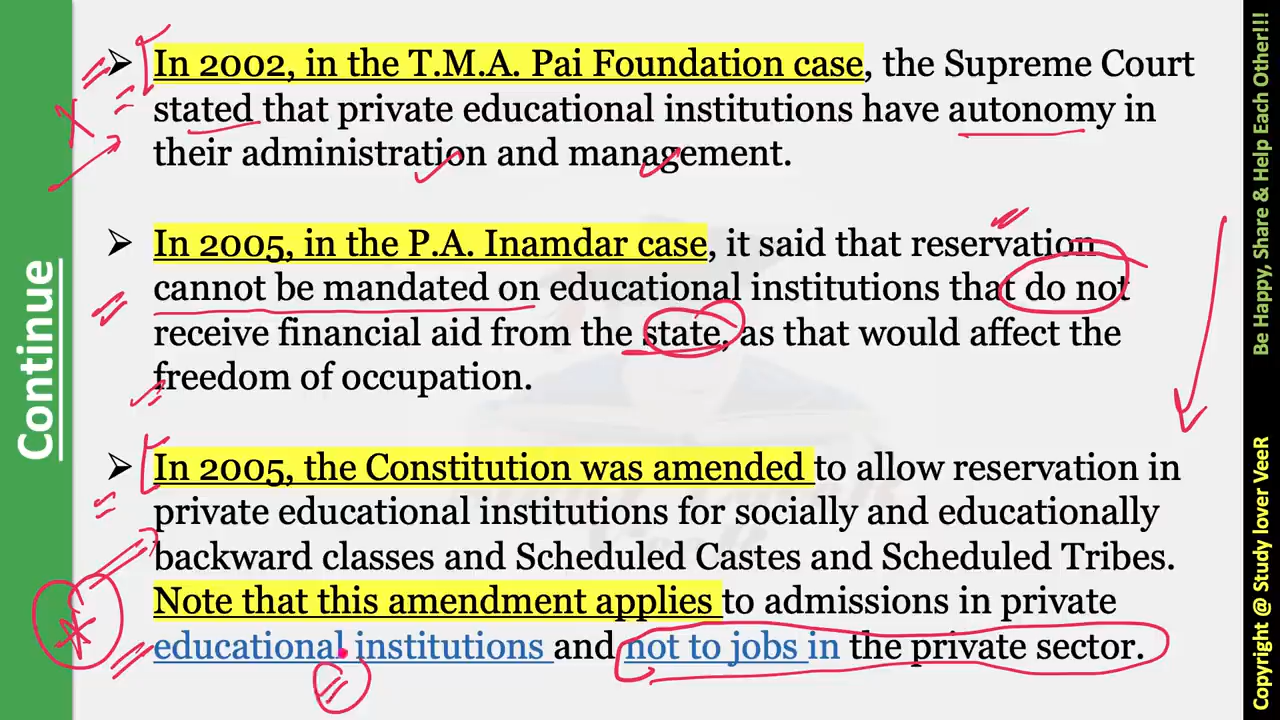 Continue
➢ In 2002, in the T.M.A. Pai Foundation case, the Supreme Court
stated that private educational institutions have autonomy in
their administration and management.
➢ In 2005, in the P.A. Inamdar case, it said that reservation
cannot be mandated on educational institutions that do not
receive financial aid from the state, as that would affect the
freedom of occupation.
➢ In 2005, the Constitution was amended to allow reservation in
private educational institutions for socially and educationally
backward classes and Scheduled Castes and Scheduled Tribes.
Note that this amendment applies to admissions in private
educational institutions and not to jobs in the private sector.
Copyright @ Study lover VeeR
Be Happy, Share & Help Each Other!!!